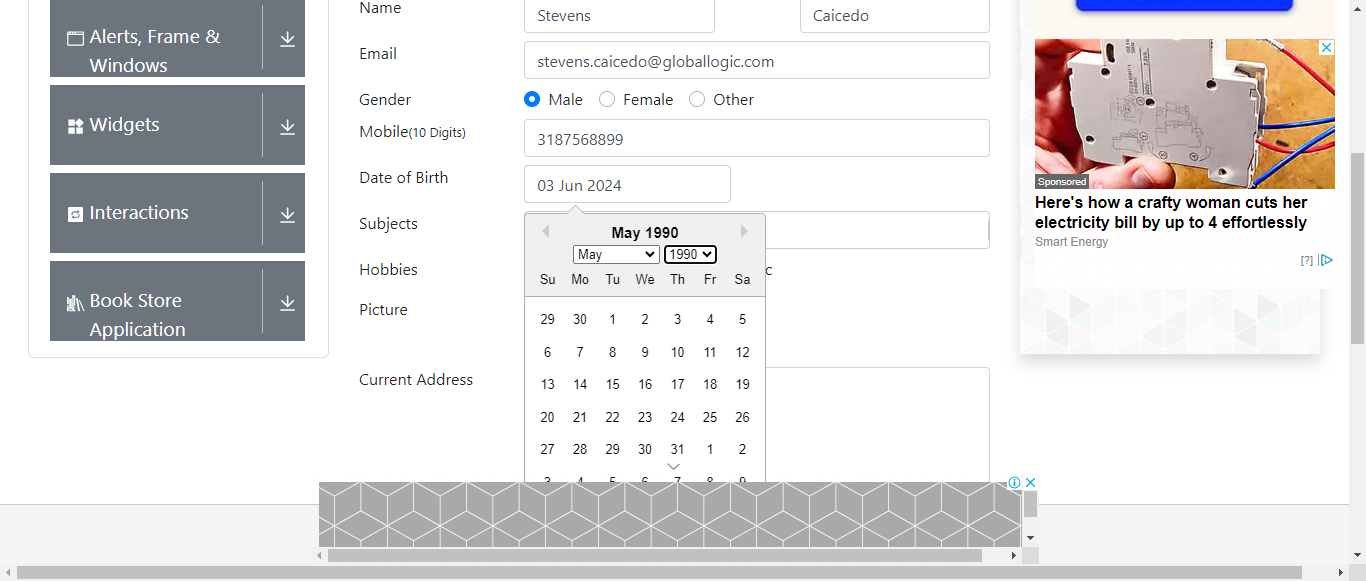 Alerts, Frame &
Windows
Widgets
Interactions
Book Store
Application
Name
Stevens
Caicedo
Email
stevens.caicedo@globallogic.com
Gender
Male
Female
Other
Mobile(10 Digits)
3187568899
Date of Birth
03 Jun 2024
Subjects
Hobbies
c
Picture
Current Address
May 1990
May
1990
Su Mo Tu We Th Fr Sa
29 30 1 2 3 4 5
6 7 8 9 10 11 12
13 14 15 16 17 18 19
20 21 22 23 24 25 26
27 28 29 30 31 1 2
3 4 5 6 7 8 9
Sponsored
Here's how a crafty woman cuts her
electricity bill by up to 4 effortlessly
Smart Energy
[?]